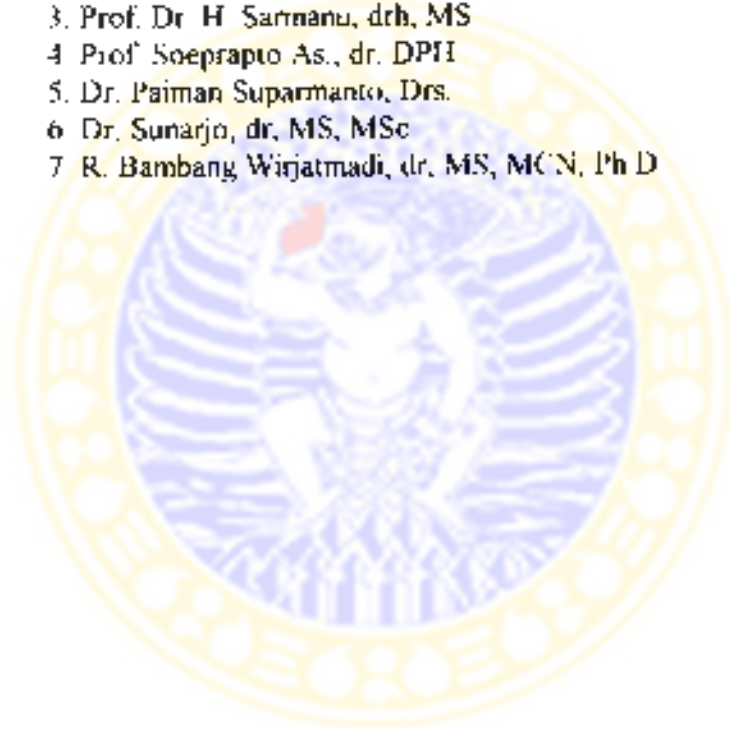 3. Prof. Dr. H. Sarmanu, drh, MS
4 Prof Soeprapto As., dr. DPH
5. Dr. Paiman Suparmanto, Drs.
6 Dr. Sunarjo, dr, MS, MSc
7 R. Bambang Wirjatmadi, dr. MS, MCN, Ph D